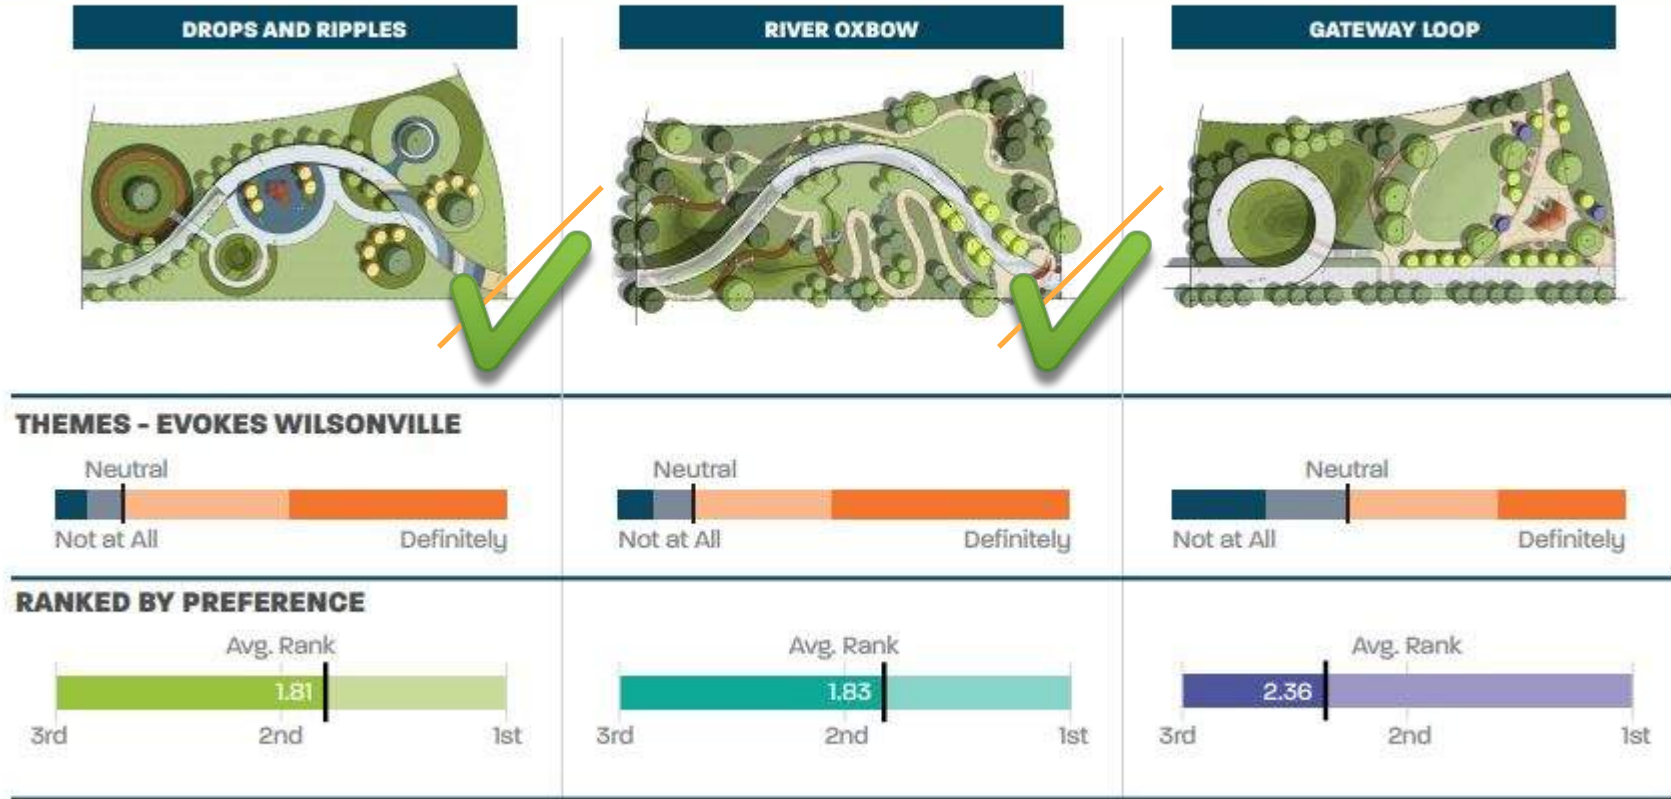 DROPS AND RIPPLES
RIVER OXBOW
GATEWAY LOOP
THEMES - EVOKES WILSONVILLE
Neutral
Neutral
Neutral
Not at All
Definitely
Not at All
Definitely
Not at All
Definitely
RANKED BY PREFERENCE
Avg. Rank
Avg. Rank
Avg. Rank
1.81
1.83
2.36
3rd
2nd
1st
3rd
2nd
1st
3rd
2nd
1st